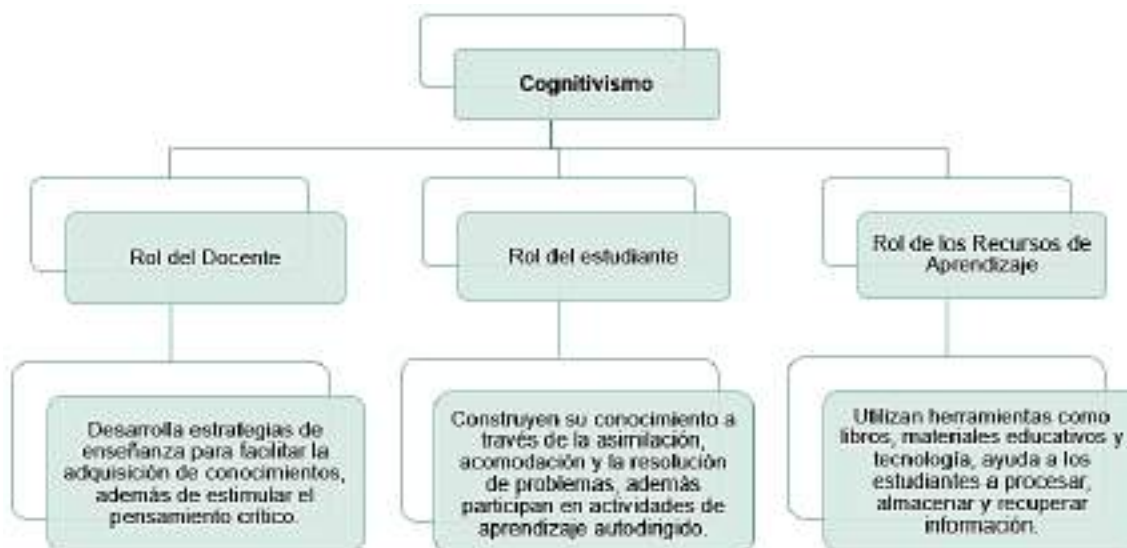 Cognitivismo
Rol del Docente
Rol del estudiante
Rol de los Recursos de
Aprendizaje
Desarrolla estrategias de
enseñanza para facilitar la
adquisición de conocimientos,
además de estimular el
pensamiento crítico.
Construyen su conocimiento a
través de la asimilación,
acomodación y la resolución
de problemas, además
participan en actividades de
aprendizaje autodirigido.
Utilizan herramientas como
libros, materiales educativos y
tecnología, ayuda a los
estudiantes a procesar,
almacenar y recuperar
información.